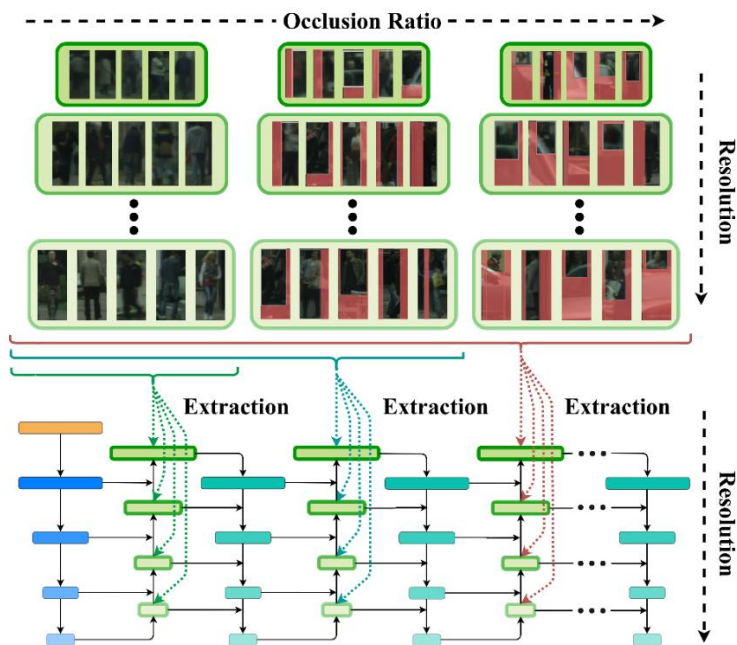 Occlusion Ratio
Resolution
Extraction
Extraction
Extraction
Resolution